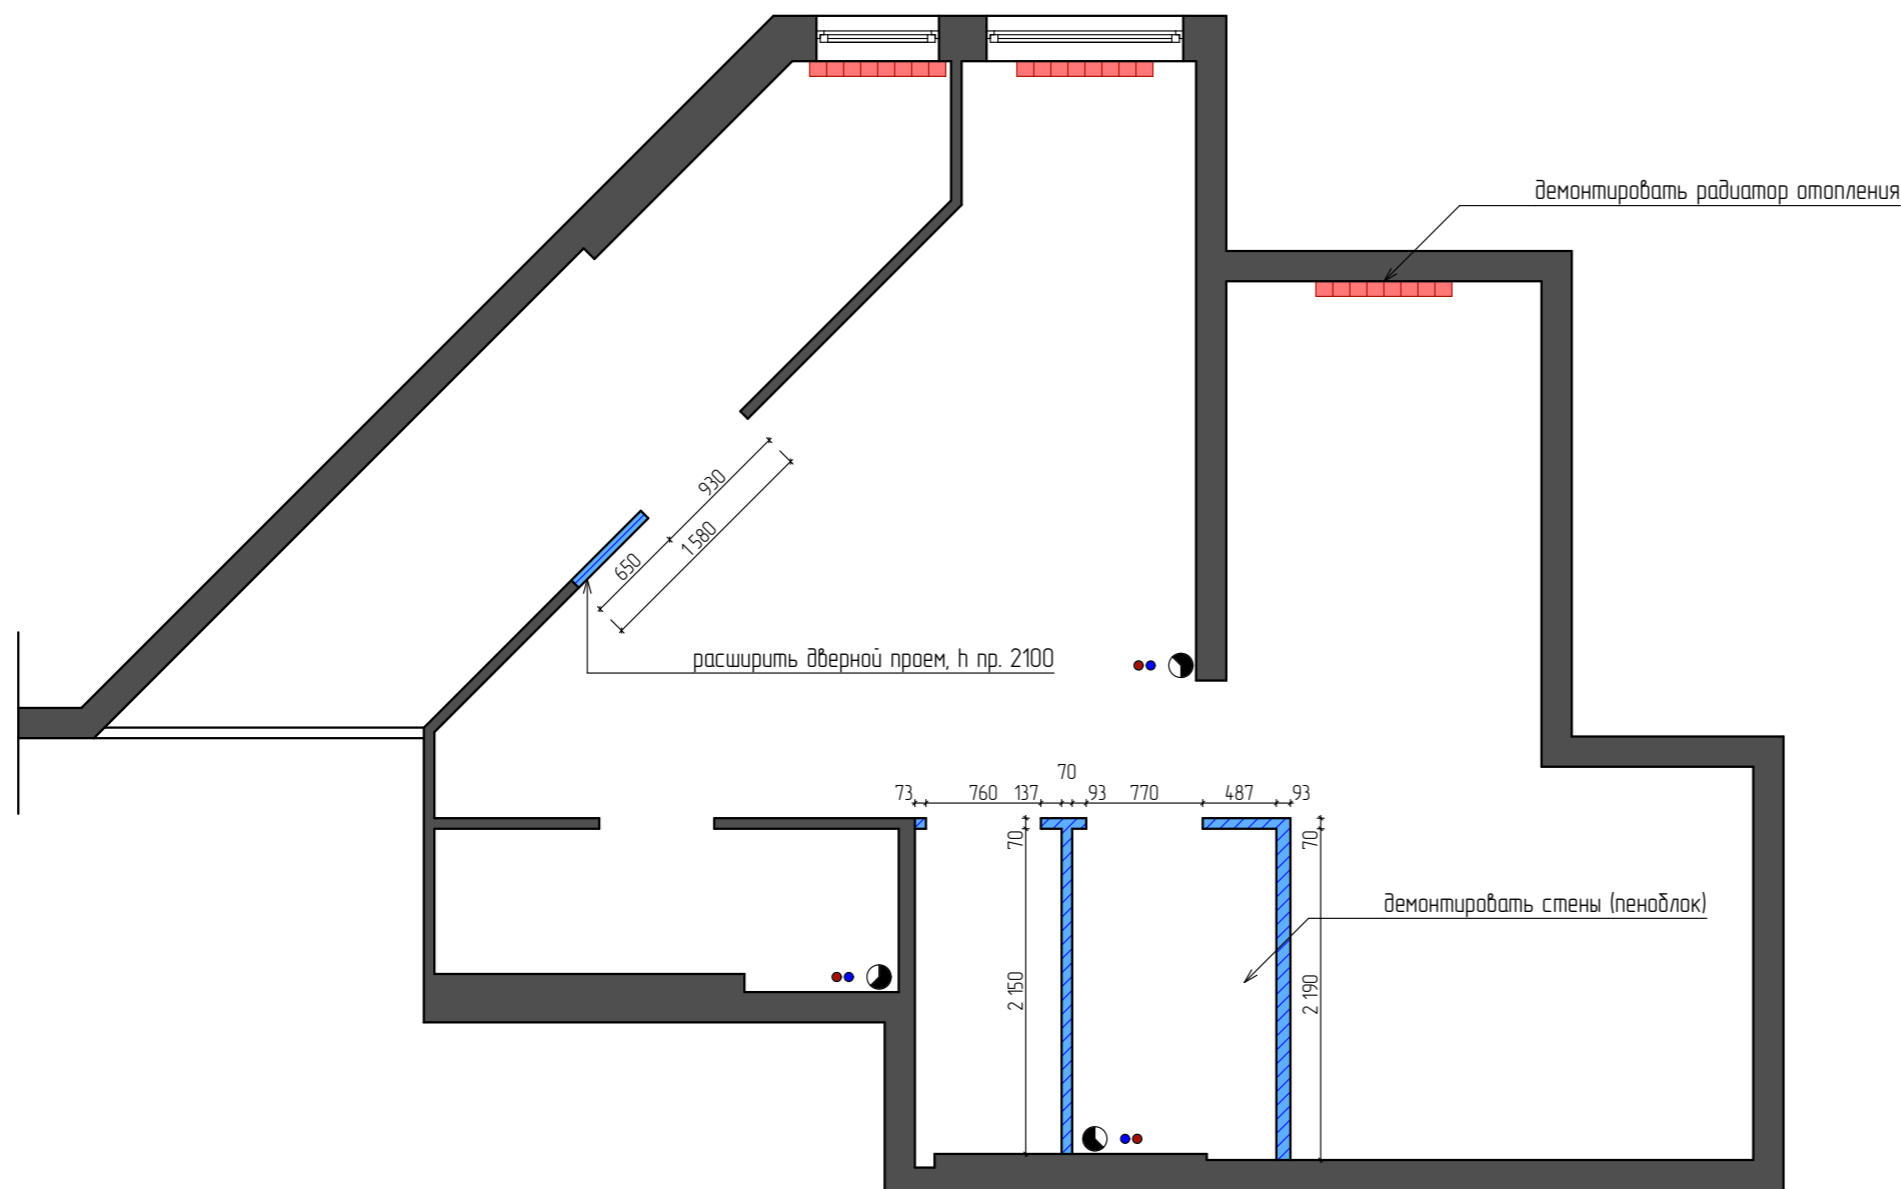 демонтировать радиатор отопления
930
1 580
650
расширить дверной проем, h пр. 2100
70
73 760 137 93 770 487 93
70 70
демонтировать стены (пеноблок)
2 150 2 190